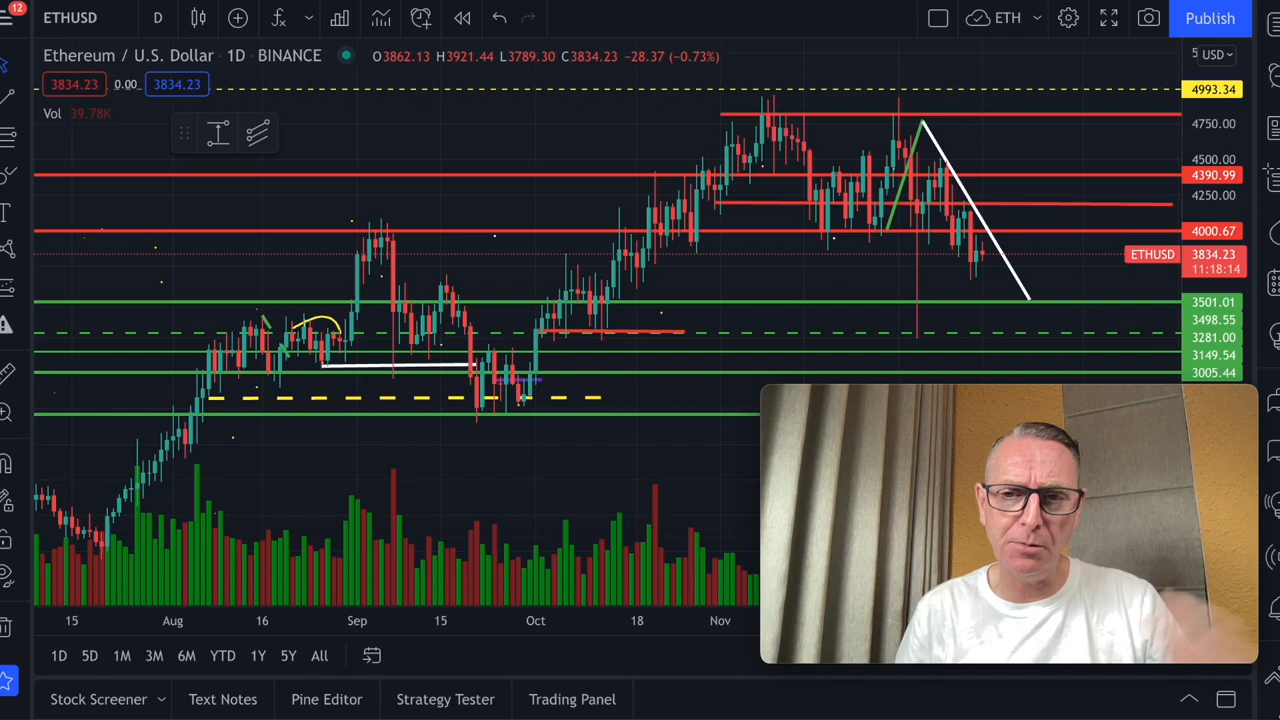 12
ETHUSD D ETH Publish
Ethereum / U.S. Dollar · 1D · BINANCE O3862.13 H3921.44 L3789.30 C3834.23 −28.37 (−0.73%)
5 USD
3834.23 0.00 3834.23
4993.34
Vol 39.78K
4750.00
4500.00
4390.99
4250.00
4000.67
ETHUSD 3834.23
11:18:14
3501.01
3498.55
3281.00
3149.54
3005.44
15 Aug 16 Sep 15 Oct 18 Nov
1D 5D 1M 3M 6M YTD 1Y 5Y All
Stock Screener Text Notes Pine Editor Strategy Tester Trading Panel